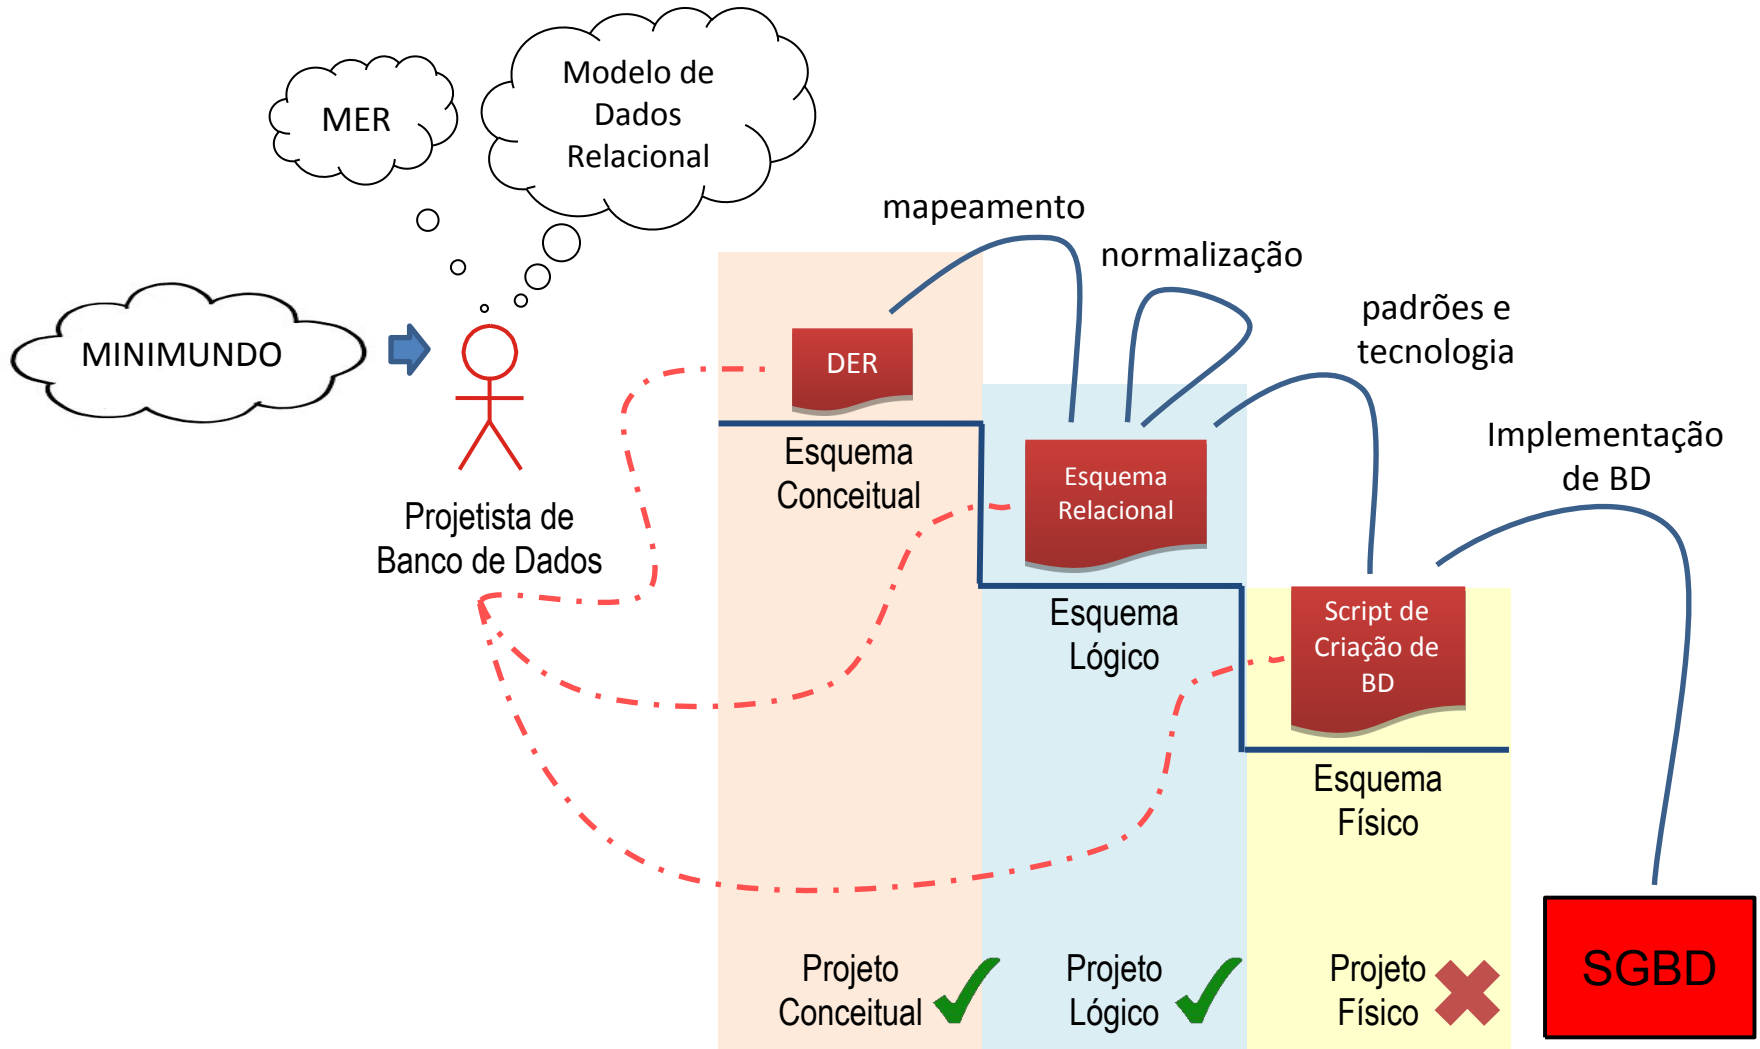 MER
Modelo de
Dados
Relacional
MINIMUNDO
Projetista de
Banco de Dados
mapeamento
normalização
padrões e
tecnologia
Implementação
de BD
DER
Esquema
Conceitual
Esquema
Relacional
Esquema
Lógico
Script de
Criação de
BD
Esquema
Físico
Projeto
Conceitual
Projeto
Lógico
Projeto
Físico
SGBD